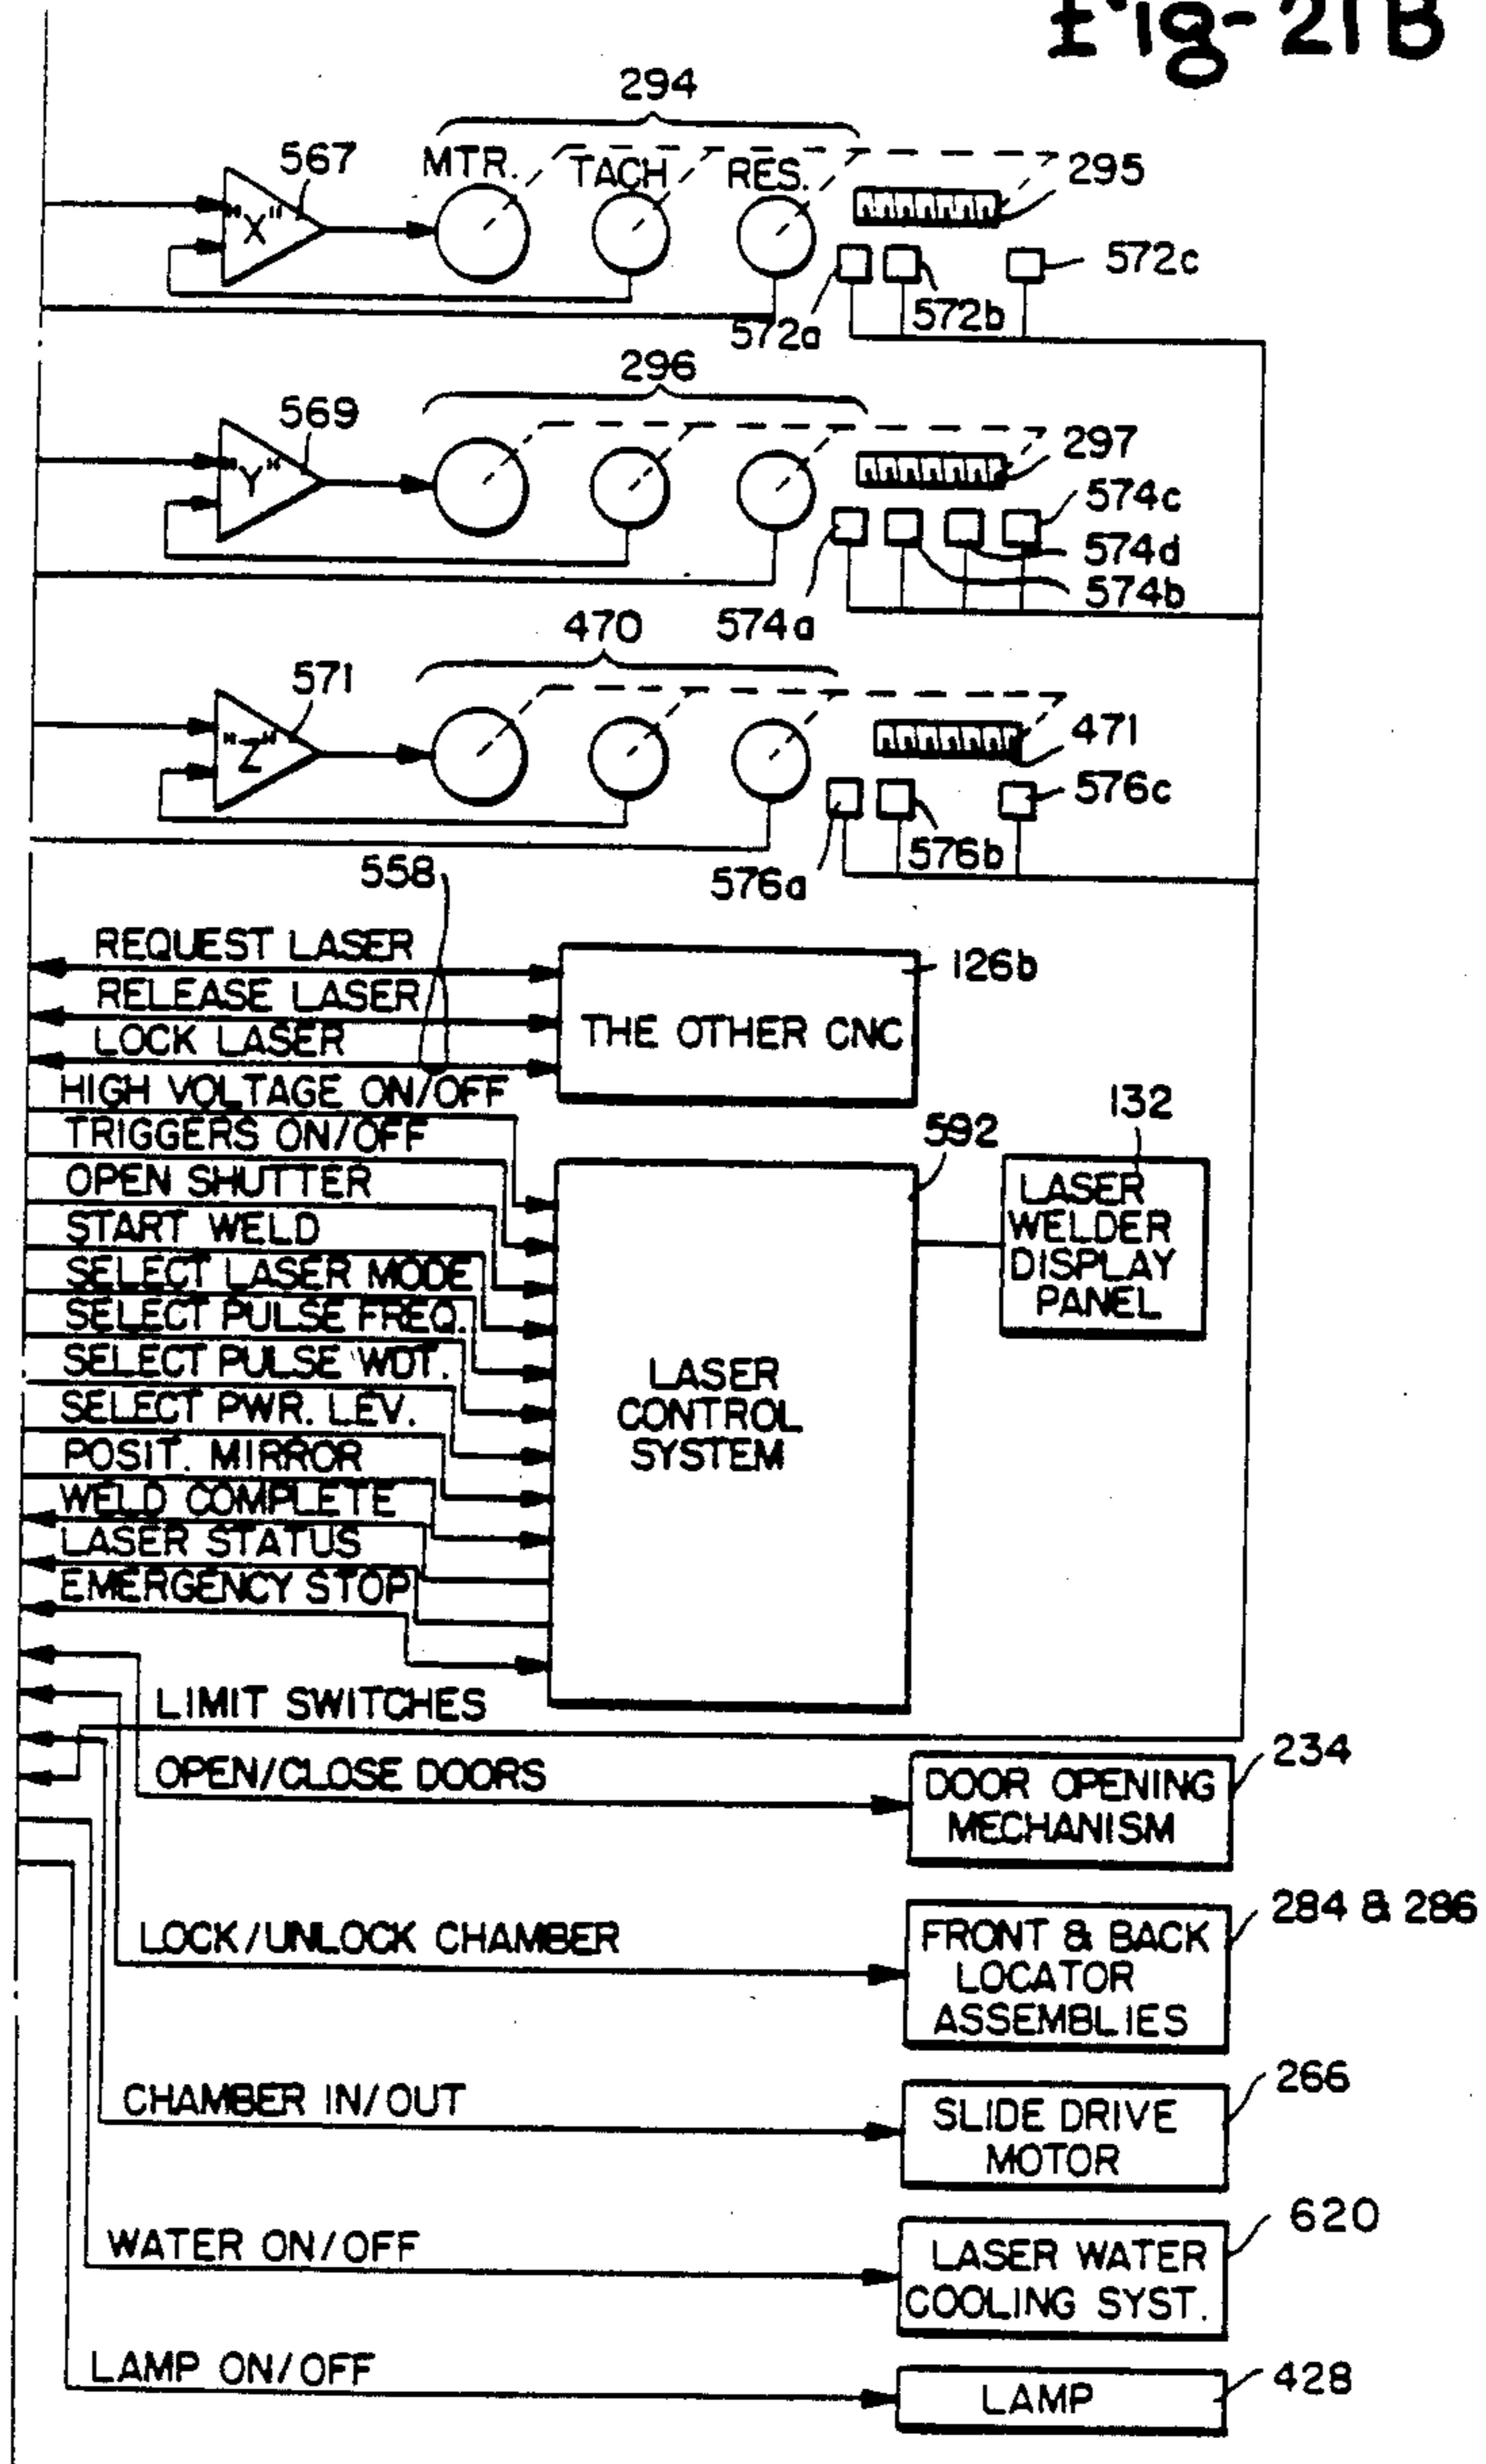 Fig-21B
294
567
MTR.
TACH
RES.
295
"X"
572c
572a
572b
296
569
297
"Y"
574c
574d
574b
574a
470
571
471
"Z"
576c
576b
576a
558
REQUEST LASER
126b
RELEASE LASER
THE OTHER CNC
LOCK LASER
HIGH VOLTAGE ON/OFF
132
TRIGGERS ON/OFF
592
OPEN SHUTTER
LASER
WELDER
DISPLAY
PANEL
START WELD
SELECT LASER MODE
SELECT PULSE FREQ.
SELECT PULSE WDT.
LASER
CONTROL
SYSTEM
SELECT PWR. LEV.
POSIT. MIRROR
WELD COMPLETE
LASER STATUS
EMERGENCY STOP
LIMIT SWITCHES
234
OPEN/CLOSE DOORS
DOOR OPENING
MECHANISM
284 & 286
LOCK/UNLOCK CHAMBER
FRONT & BACK
LOCATOR
ASSEMBLIES
266
CHAMBER IN/OUT
SLIDE DRIVE
MOTOR
620
WATER ON/OFF
LASER WATER
COOLING SYST.
LAMP ON/OFF
428
LAMP